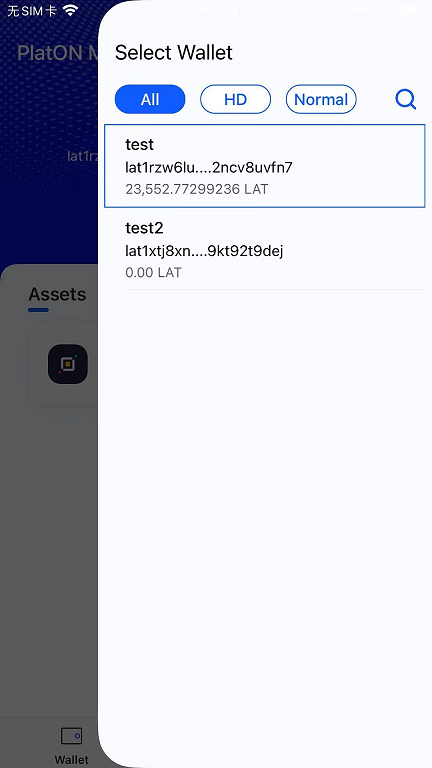 无SIM卡
PlatON M
Select Wallet
All
HD
Normal
lat1rz
test
lat1rzw6lu....2ncv8uvfn7
23,552.77299236 LAT
test2
lat1xtj8xn....9kt92t9dej
0.00 LAT
Assets
Wallet